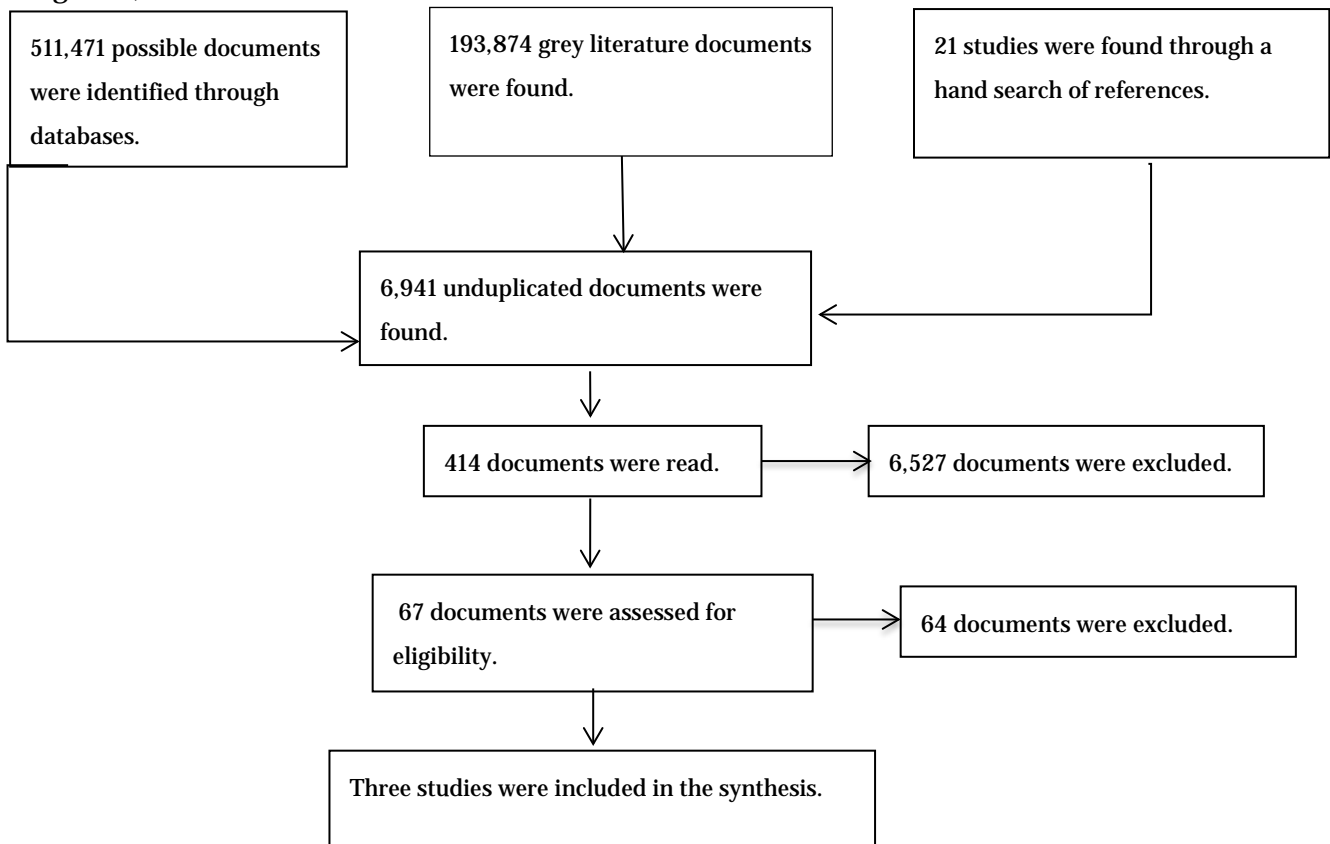 511,471 possible documents
were identified through
databases.
193,874 grey literature documents
were found.
21 studies were found through a
hand search of references.
6,941 unduplicated documents were
found.
414 documents were read.
6,527 documents were excluded.
67 documents were assessed for
eligibility.
64 documents were excluded.
Three studies were included in the synthesis.